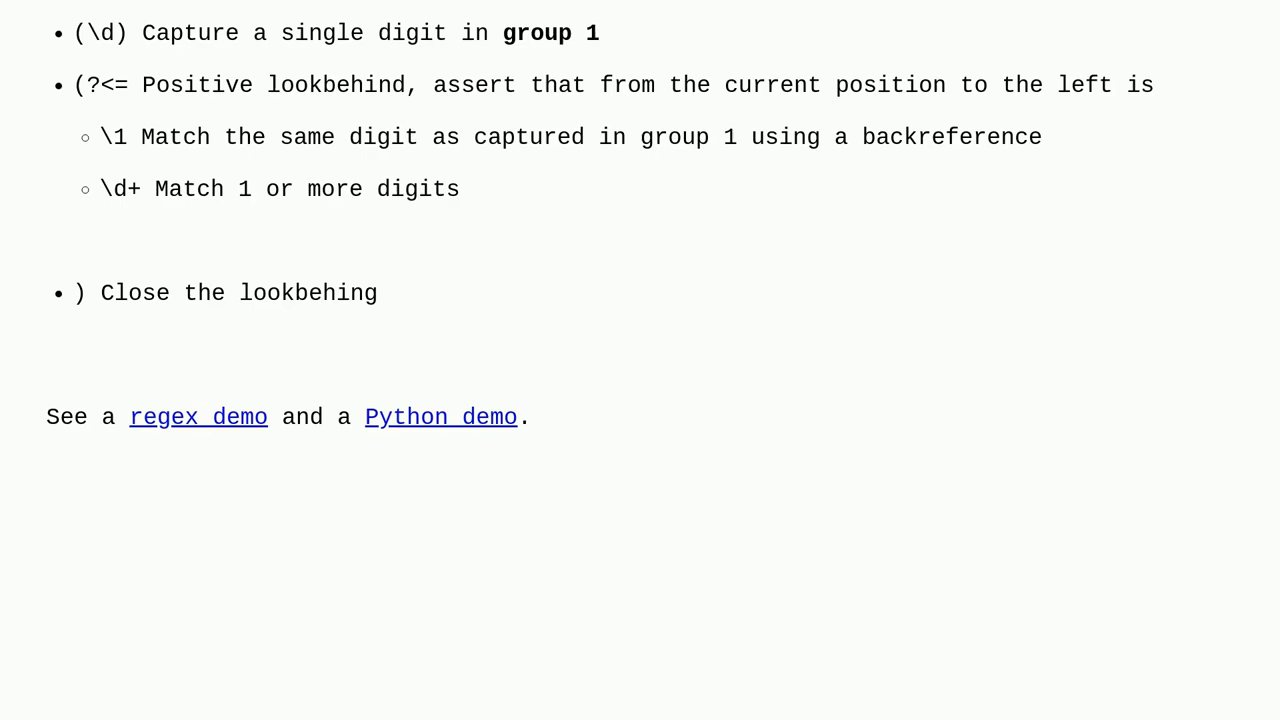 • (\d) Capture a single digit in group 1
• (?<= Positive lookbehind, assert that from the current position to the left is
○ \1 Match the same digit as captured in group 1 using a backreference
○ \d+ Match 1 or more digits
• ) Close the lookbehing
See a regex demo and a Python demo.